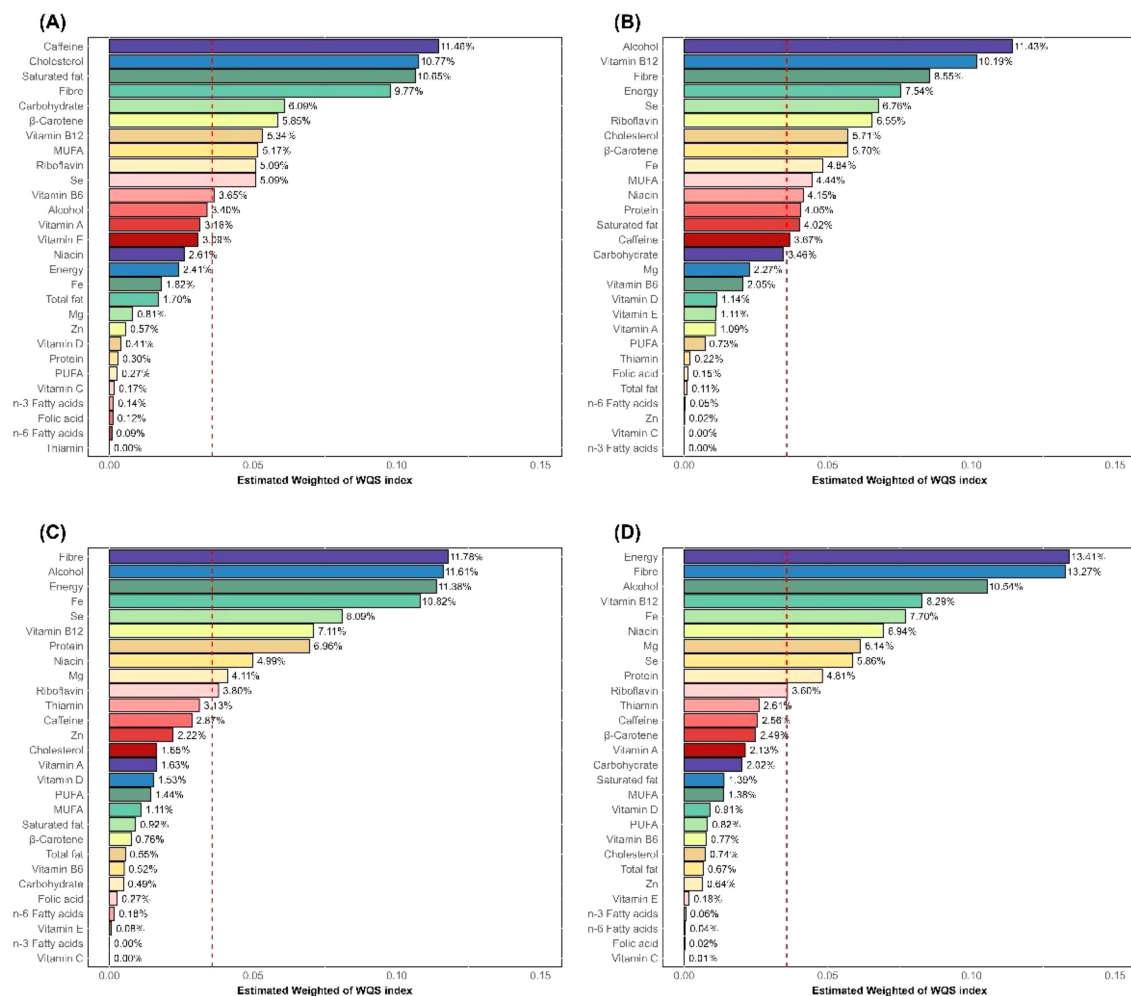 (A)
Caffeine 11.46%
Cholesterol 10.77%
Saturated fat 10.65%
Fibre 9.77%
Carbohydrate 6.09%
β-Carotene 5.85%
Vitamin B12 5.34%
MUFA 5.17%
Riboflavin 5.09%
Se 5.09%
Vitamin B6 3.65%
Alcohol 3.40%
Vitamin A 3.16%
Vitamin E
Niacin 2.61%
Energy 2.41%
Fe 1.82%
Total fat 1.70%
Mg 0.81%
Zn 0.57%
Vitamin D 0.41%
Protein 0.30%
PUFA 0.27%
Vitamin C 0.17%
n-3 Fatty acids 0.14%
Folic acid 0.12%
n-6 Fatty acids 0.09%
Thiamin 0.00%
0.00 0.05 0.10 0.15
Estimated Weighted of WQS index
(B)
Alcohol 11.43%
Vitamin B12 10.19%
Fibre 8.55%
Energy 7.54%
Se 6.76%
Riboflavin 6.55%
Cholesterol 5.71%
β-Carotene 5.70%
Fe 4.84%
MUFA 4.44%
Niacin 4.15%
Protein 4.05%
Saturated fat 4.02%
Caffeine 3.67%
Carbohydrate 3.46%
Mg 2.27%
Vitamin B6 2.05%
Vitamin D 1.14%
Vitamin E 1.11%
Vitamin A 1.09%
PUFA 0.73%
Thiamin 0.22%
Folic acid 0.15%
Total fat 0.11%
n-6 Fatty acids 0.05%
Zn 0.02%
Vitamin C 0.00%
n-3 Fatty acids 0.00%
0.00 0.05 0.10 0.15
Estimated Weighted of WQS index
(C)
Fibre 11.78%
Alcohol 11.61%
Energy 11.38%
Fe 10.82%
Se 8.09%
Vitamin B12 7.11%
Protein 6.96%
Niacin 4.99%
Mg 4.11%
Riboflavin 3.80%
Thiamin 3.13%
Caffeine 2.87%
Zn 2.22%
Cholesterol 1.65%
Vitamin A 1.63%
Vitamin D 1.53%
PUFA 1.44%
MUFA 1.11%
Saturated fat 0.92%
β-Carotene 0.76%
Total fat 0.55%
Vitamin B6 0.52%
Carbohydrate 0.49%
Folic acid 0.27%
n-6 Fatty acids 0.18%
Vitamin E 0.08%
n-3 Fatty acids 0.00%
Vitamin C 0.00%
0.00 0.05 0.10 0.15
Estimated Weighted of WQS index
(D)
Energy 13.41%
Fibre 13.27%
Alcohol 10.54%
Vitamin B12 8.29%
Fe 7.70%
Niacin 6.94%
Mg 6.14%
Se 5.86%
Protein 4.81%
Riboflavin 3.60%
Thiamin 2.61%
Caffeine 2.56%
β-Carotene 2.49%
Vitamin A 2.13%
Carbohydrate 2.02%
Saturated fat 1.39%
MUFA 1.38%
Vitamin D 0.91%
PUFA 0.82%
Vitamin B6 0.77%
Cholesterol 0.74%
Total fat 0.67%
Zn 0.64%
Vitamin E 0.18%
n-3 Fatty acids 0.06%
n-6 Fatty acids 0.04%
Folic acid 0.02%
Vitamin C 0.01%
0.00 0.05 0.10 0.15
Estimated Weighted of WQS index